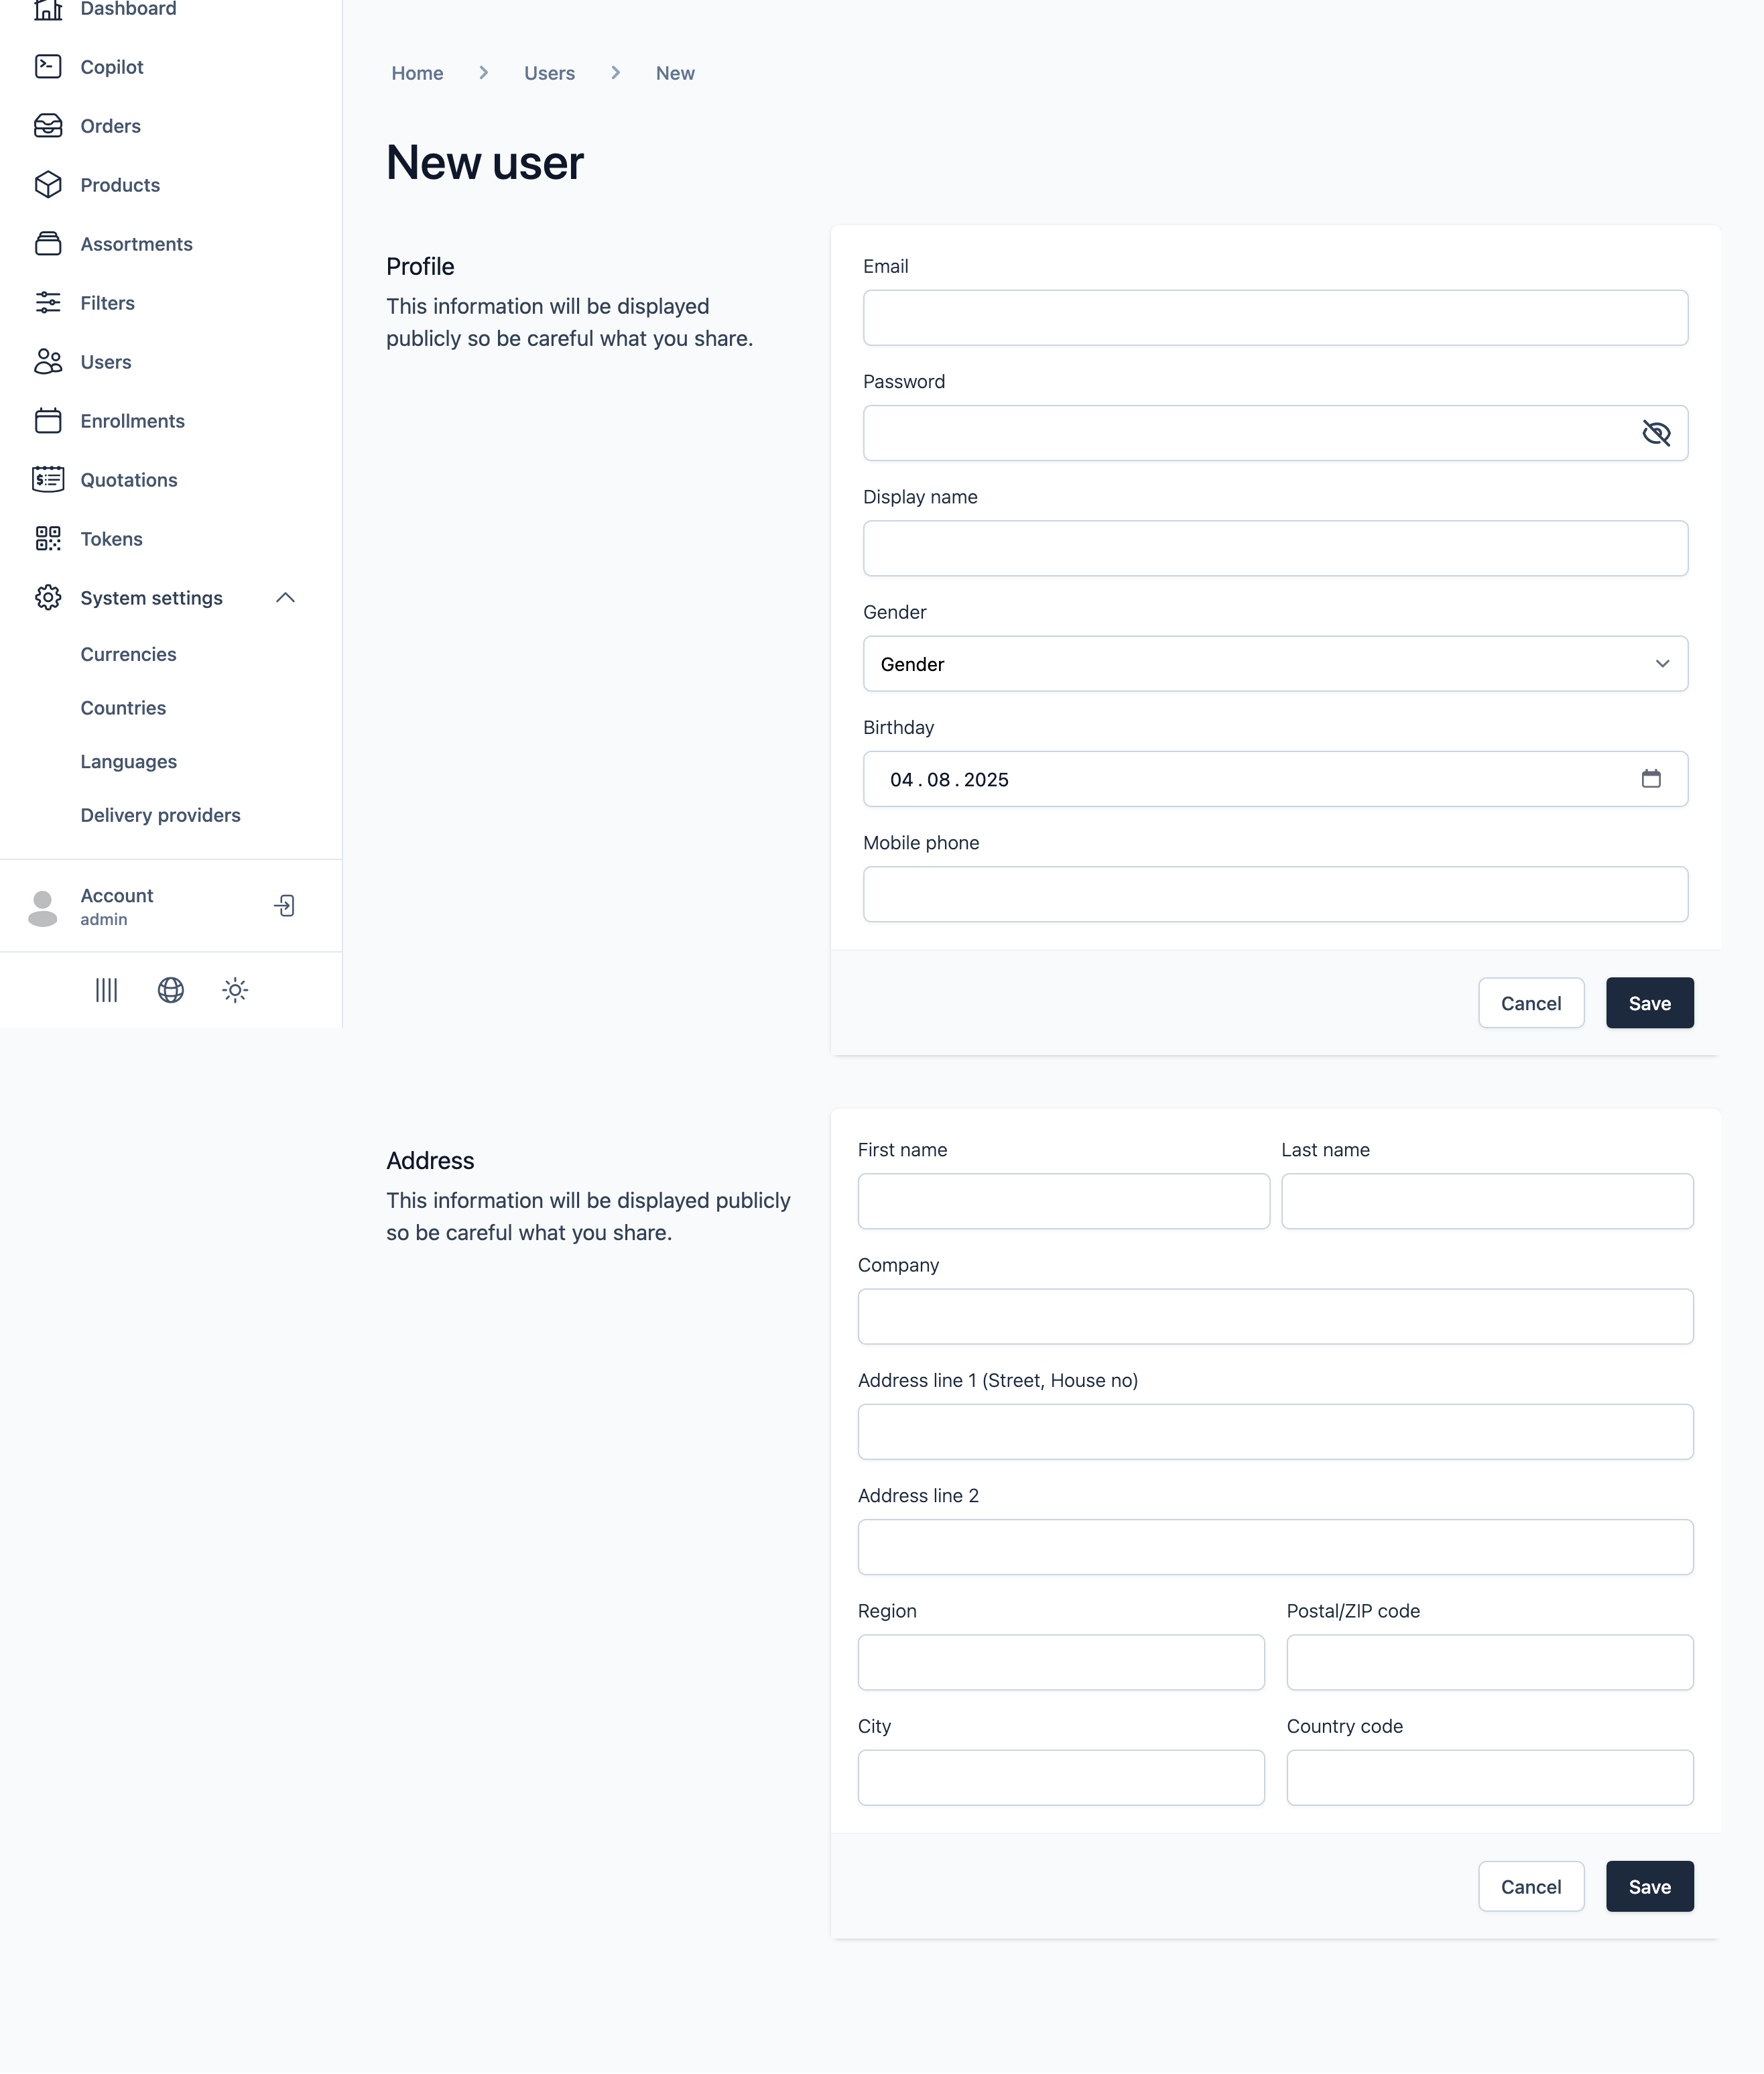 Dashboard
Copilot
Orders
Products
Assortments
Filters
Users
Enrollments
Quotations
Tokens
System settings
Currencies
Countries
Languages
Delivery providers
Account
admin
Home > Users > New
New user
Profile
This information will be displayed
publicly so be careful what you share.
Email
Password
Display name
Gender
Gender
Birthday
04 . 08 . 2025
Mobile phone
Cancel Save
Address
This information will be displayed publicly
so be careful what you share.
First name Last name
Company
Address line 1 (Street, House no)
Address line 2
Region Postal/ZIP code
City Country code
Cancel Save